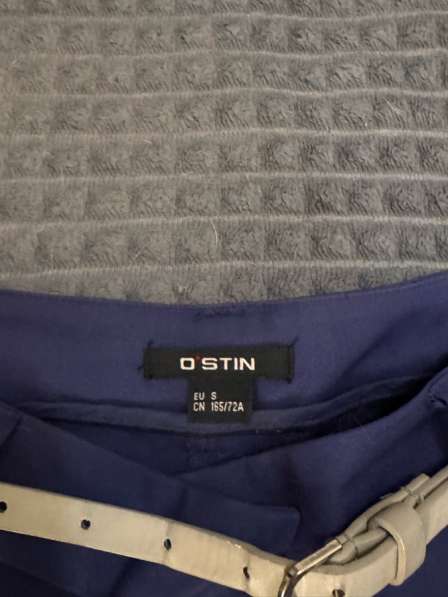 O'STIN
EU S
CN 165/72A